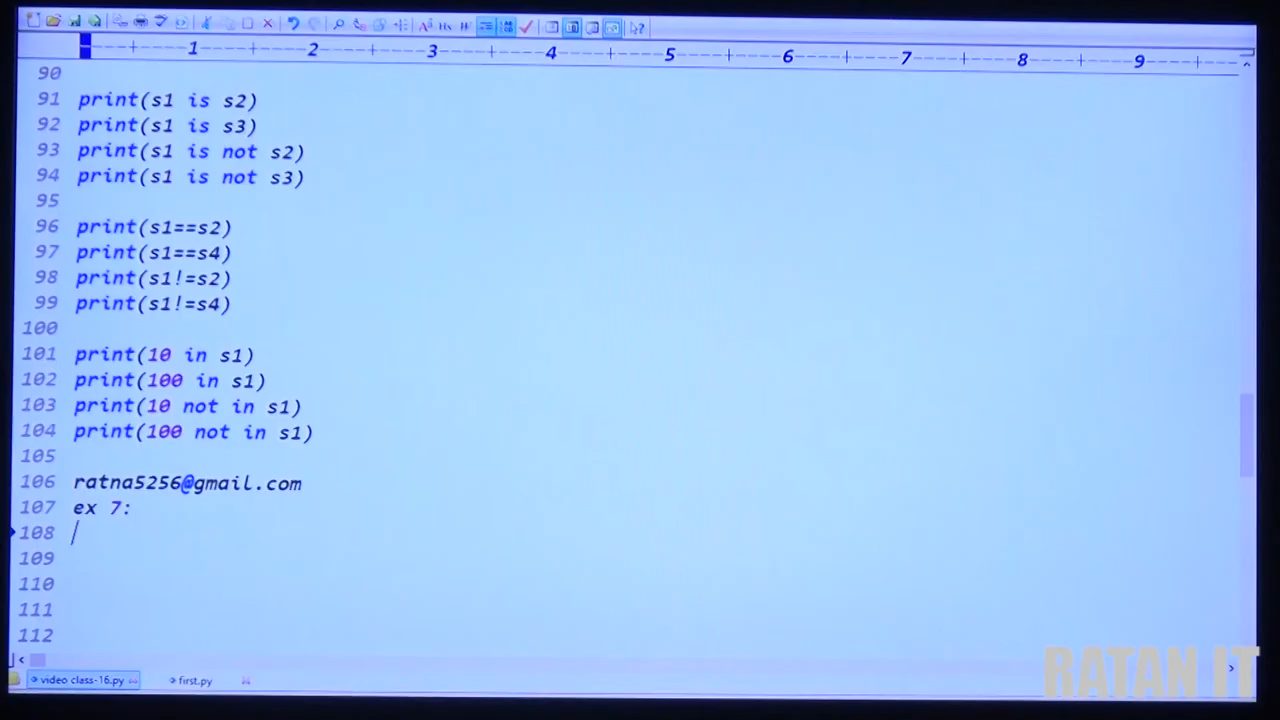 1 2 3 4 5 6 7 8 9
90
91 print(s1 is s2)
92 print(s1 is s3)
93 print(s1 is not s2)
94 print(s1 is not s3)
95
96 print(s1==s2)
97 print(s1==s4)
98 print(s1!=s2)
99 print(s1!=s4)
100
101 print(10 in s1)
102 print(100 in s1)
103 print(10 not in s1)
104 print(100 not in s1)
105
106 ratna5256@gmail.com
107 ex 7:
108
109
110
111
112
video class-16.py first.py
RATAN IT